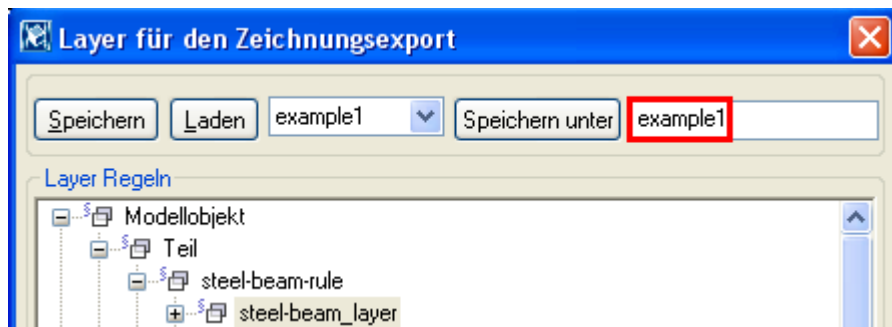 Layer für den Zeichnungsexport
Speichern Laden example1 Speichern unter example1
Layer Regeln
Modellobjekt
Teil
steel-beam-rule
steel-beam_layer